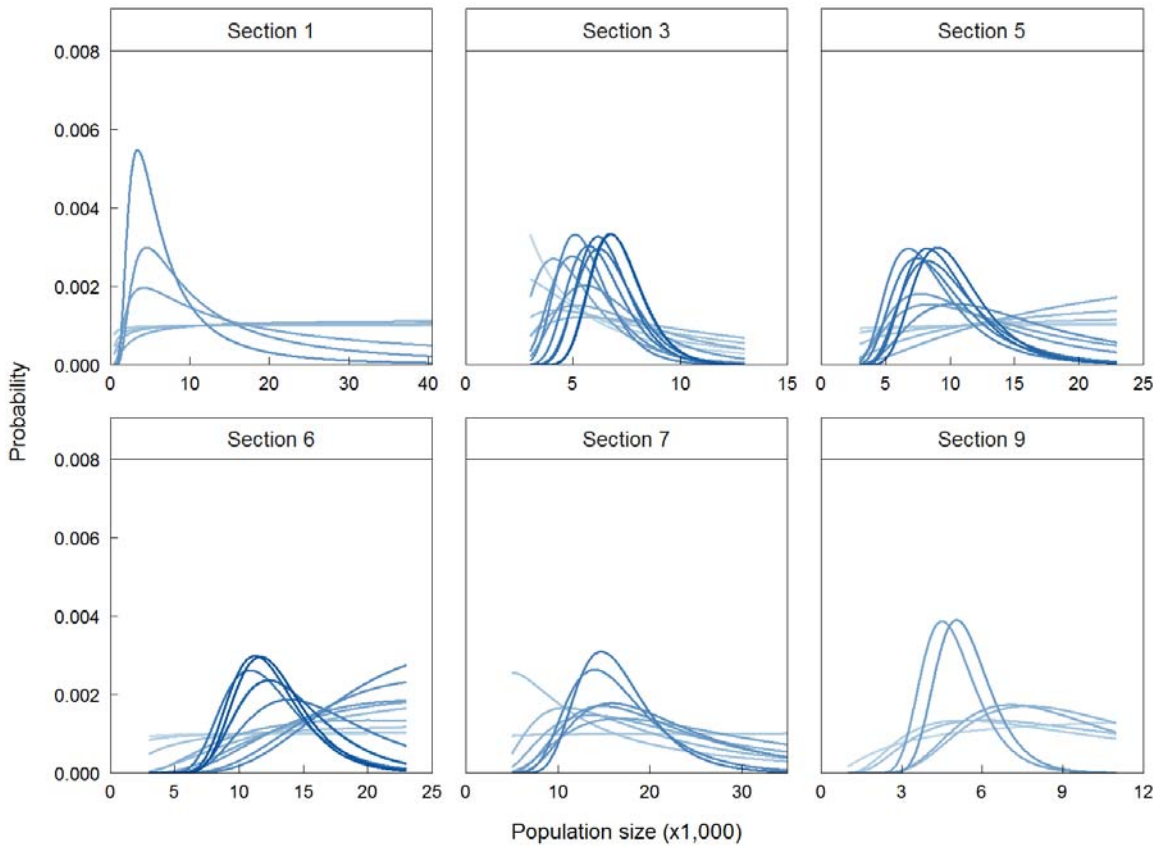 Section 1
Section 3
Section 5
0.008
0.006
0.004
0.002
0.000
0 10 20 30 40
0 5 10 15
0 5 10 15 20 25
Section 6
Section 7
Section 9
0.008
0.006
0.004
0.002
0.000
0 5 10 15 20 25
0 10 20 30
0 3 6 9 12
Probability
Population size (x1,000)